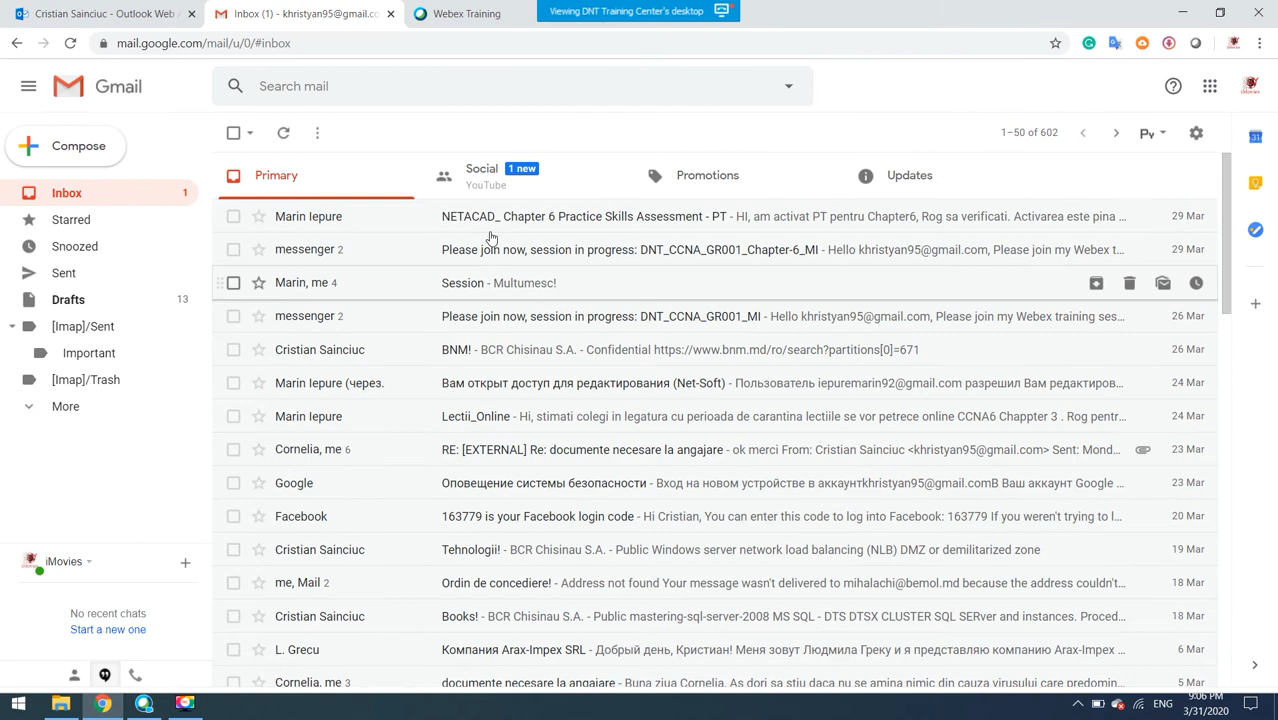 Cristian Sainciuc - Outlook Web / Inbox (1) - khristyan95@gmail.co Webex Training Viewing DNT Training Center's desktop
mail.google.com/mail/u/0/#inbox
Gmail Search mail
Compose 1–50 of 602
Inbox 1 Primary Social 1 new Promotions Updates
YouTube
Starred Marin Iepure NETACAD_ Chapter 6 Practice Skills Assessment - PT - HI, am activat PT pentru Chapter6, Rog sa verificati. Activarea este pina ... 29 Mar
Snoozed messenger 2 Please join now, session in progress: DNT_CCNA_GR001_Chapter-6_MI - Hello khristyan95@gmail.com, Please join my Webex t... 29 Mar
Sent Marin, me 4 Session - Multumesc!
Drafts 13
[Imap]/Sent messenger 2 Please join now, session in progress: DNT_CCNA_GR001_MI - Hello khristyan95@gmail.com, Please join my Webex training ses... 26 Mar
Important Cristian Sainciuc BNM! - BCR Chisinau S.A. - Confidential https://www.bnm.md/ro/search?partitions[0]=671 26 Mar
[Imap]/Trash Marin Iepure (через. Вам открыт доступ для редактирования (Net-Soft) - Пользователь iepuremarin92@gmail.com разрешил Вам редактиров... 24 Mar
More Marin Iepure Lectii_Online - Hi, stimati colegi in legatura cu perioada de carantina lectiile se vor petrece online CCNA6 Chappter 3 . Rog pentr... 24 Mar
Cornelia, me 6 RE: [EXTERNAL] Re: documente necesare la angajare - ok merci From: Cristian Sainciuc <khristyan95@gmail.com> Sent: Mond... 23 Mar
Google Оповещение системы безопасности - Вход на новом устройстве в аккаунтkhristyan95@gmail.comВ Ваш аккаунт Google ... 23 Mar
Facebook 163779 is your Facebook login code - Hi Cristian, You can enter this code to log into Facebook: 163779 If you weren't trying to l... 20 Mar
Cristian Sainciuc Tehnologii! - BCR Chisinau S.A. - Public Windows server network load balancing (NLB) DMZ or demilitarized zone 19 Mar
iMovies me, Mail 2 Ordin de concediere! - Address not found Your message wasn't delivered to mihalachi@bemol.md because the address couldn't... 18 Mar
No recent chats Cristian Sainciuc Books! - BCR Chisinau S.A. - Public mastering-sql-server-2008 MS SQL - DTS DTSX CLUSTER SQL SERver and instances. Proced... 18 Mar
Start a new one L. Grecu Компания Arax-Impex SRL - Добрый день, Кристиан! Меня зовут Людмила Греку и я представляю компанию Arax-Impex ... 6 Mar
Cornelia, me 3 documente necesare la angajare - Buna ziua Cornelia, As dori sa stiu daca nu se amina nimic din cauza virusului care predomin... 5 Mar
ENG 9:06 PM
3/31/2020